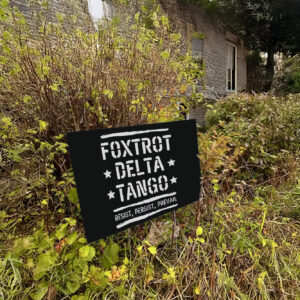 FOXTROT
DELTA
TANGO
RESIST, PERSIST, PREVAIL